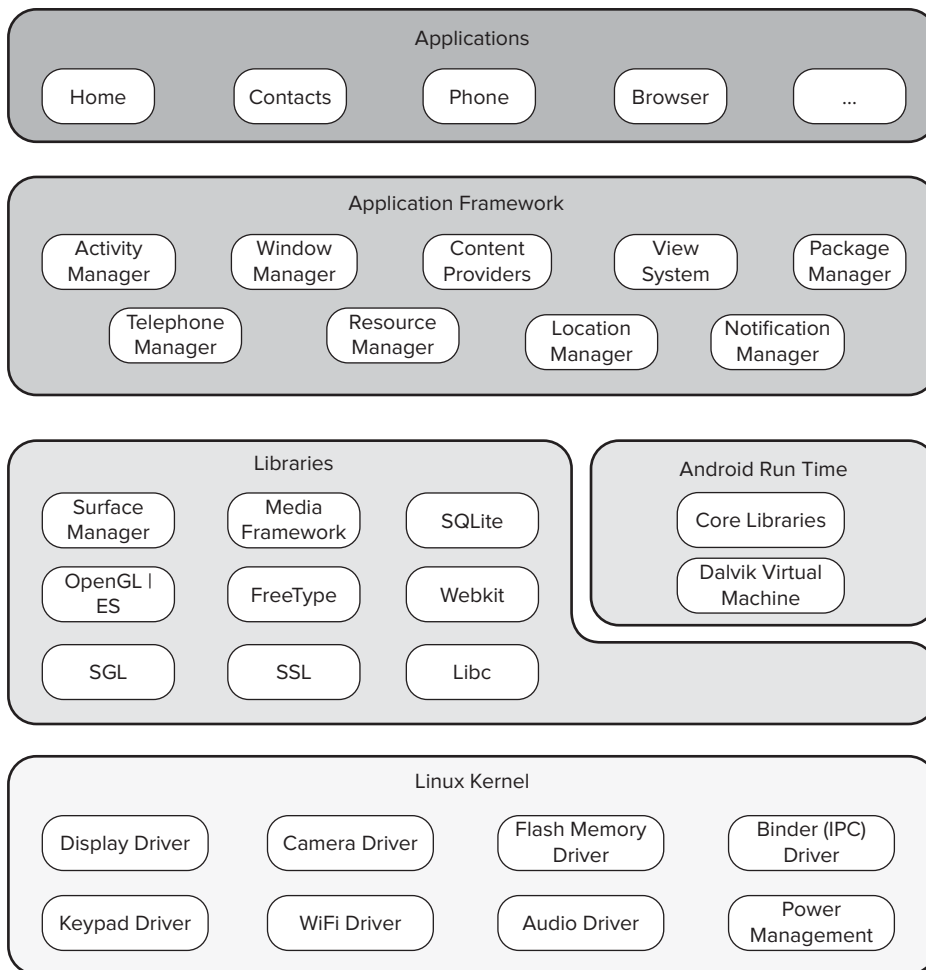 Applications
Home
Contacts
Phone
Browser
...
Application Framework
Activity
Manager
Window
Manager
Content
Providers
View
System
Package
Manager
Telephone
Manager
Resource
Manager
Location
Manager
Notification
Manager
Libraries
Surface
Manager
Media
Framework
SQLite
OpenGL |
ES
FreeType
Webkit
SGL
SSL
Libc
Android Run Time
Core Libraries
Dalvik Virtual
Machine
Linux Kernel
Display Driver
Camera Driver
Flash Memory
Driver
Binder (IPC)
Driver
Keypad Driver
WiFi Driver
Audio Driver
Power
Management